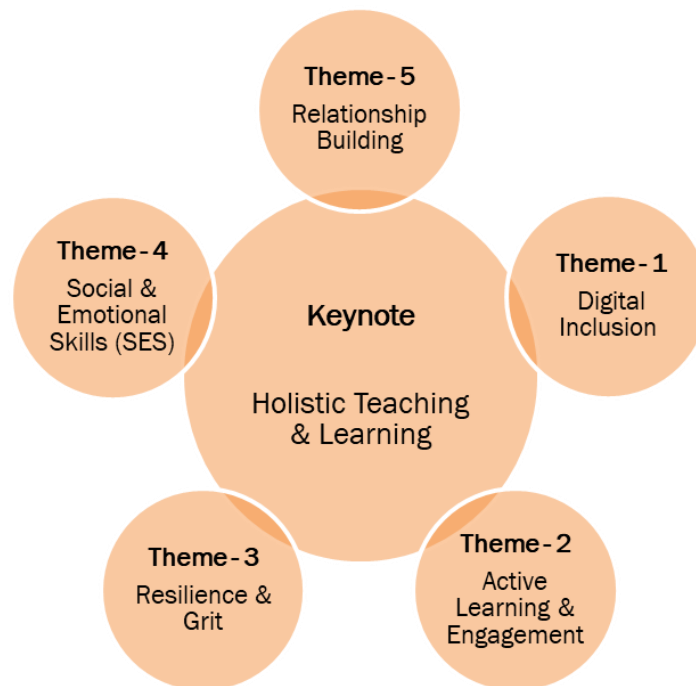 Theme-5
Relationship
Building
Theme-4
Social &
Emotional
Skills (SES)
Theme-1
Digital
Inclusion
Keynote
Holistic Teaching
& Learning
Theme-3
Resilience &
Grit
Theme-2
Active
Learning &
Engagement